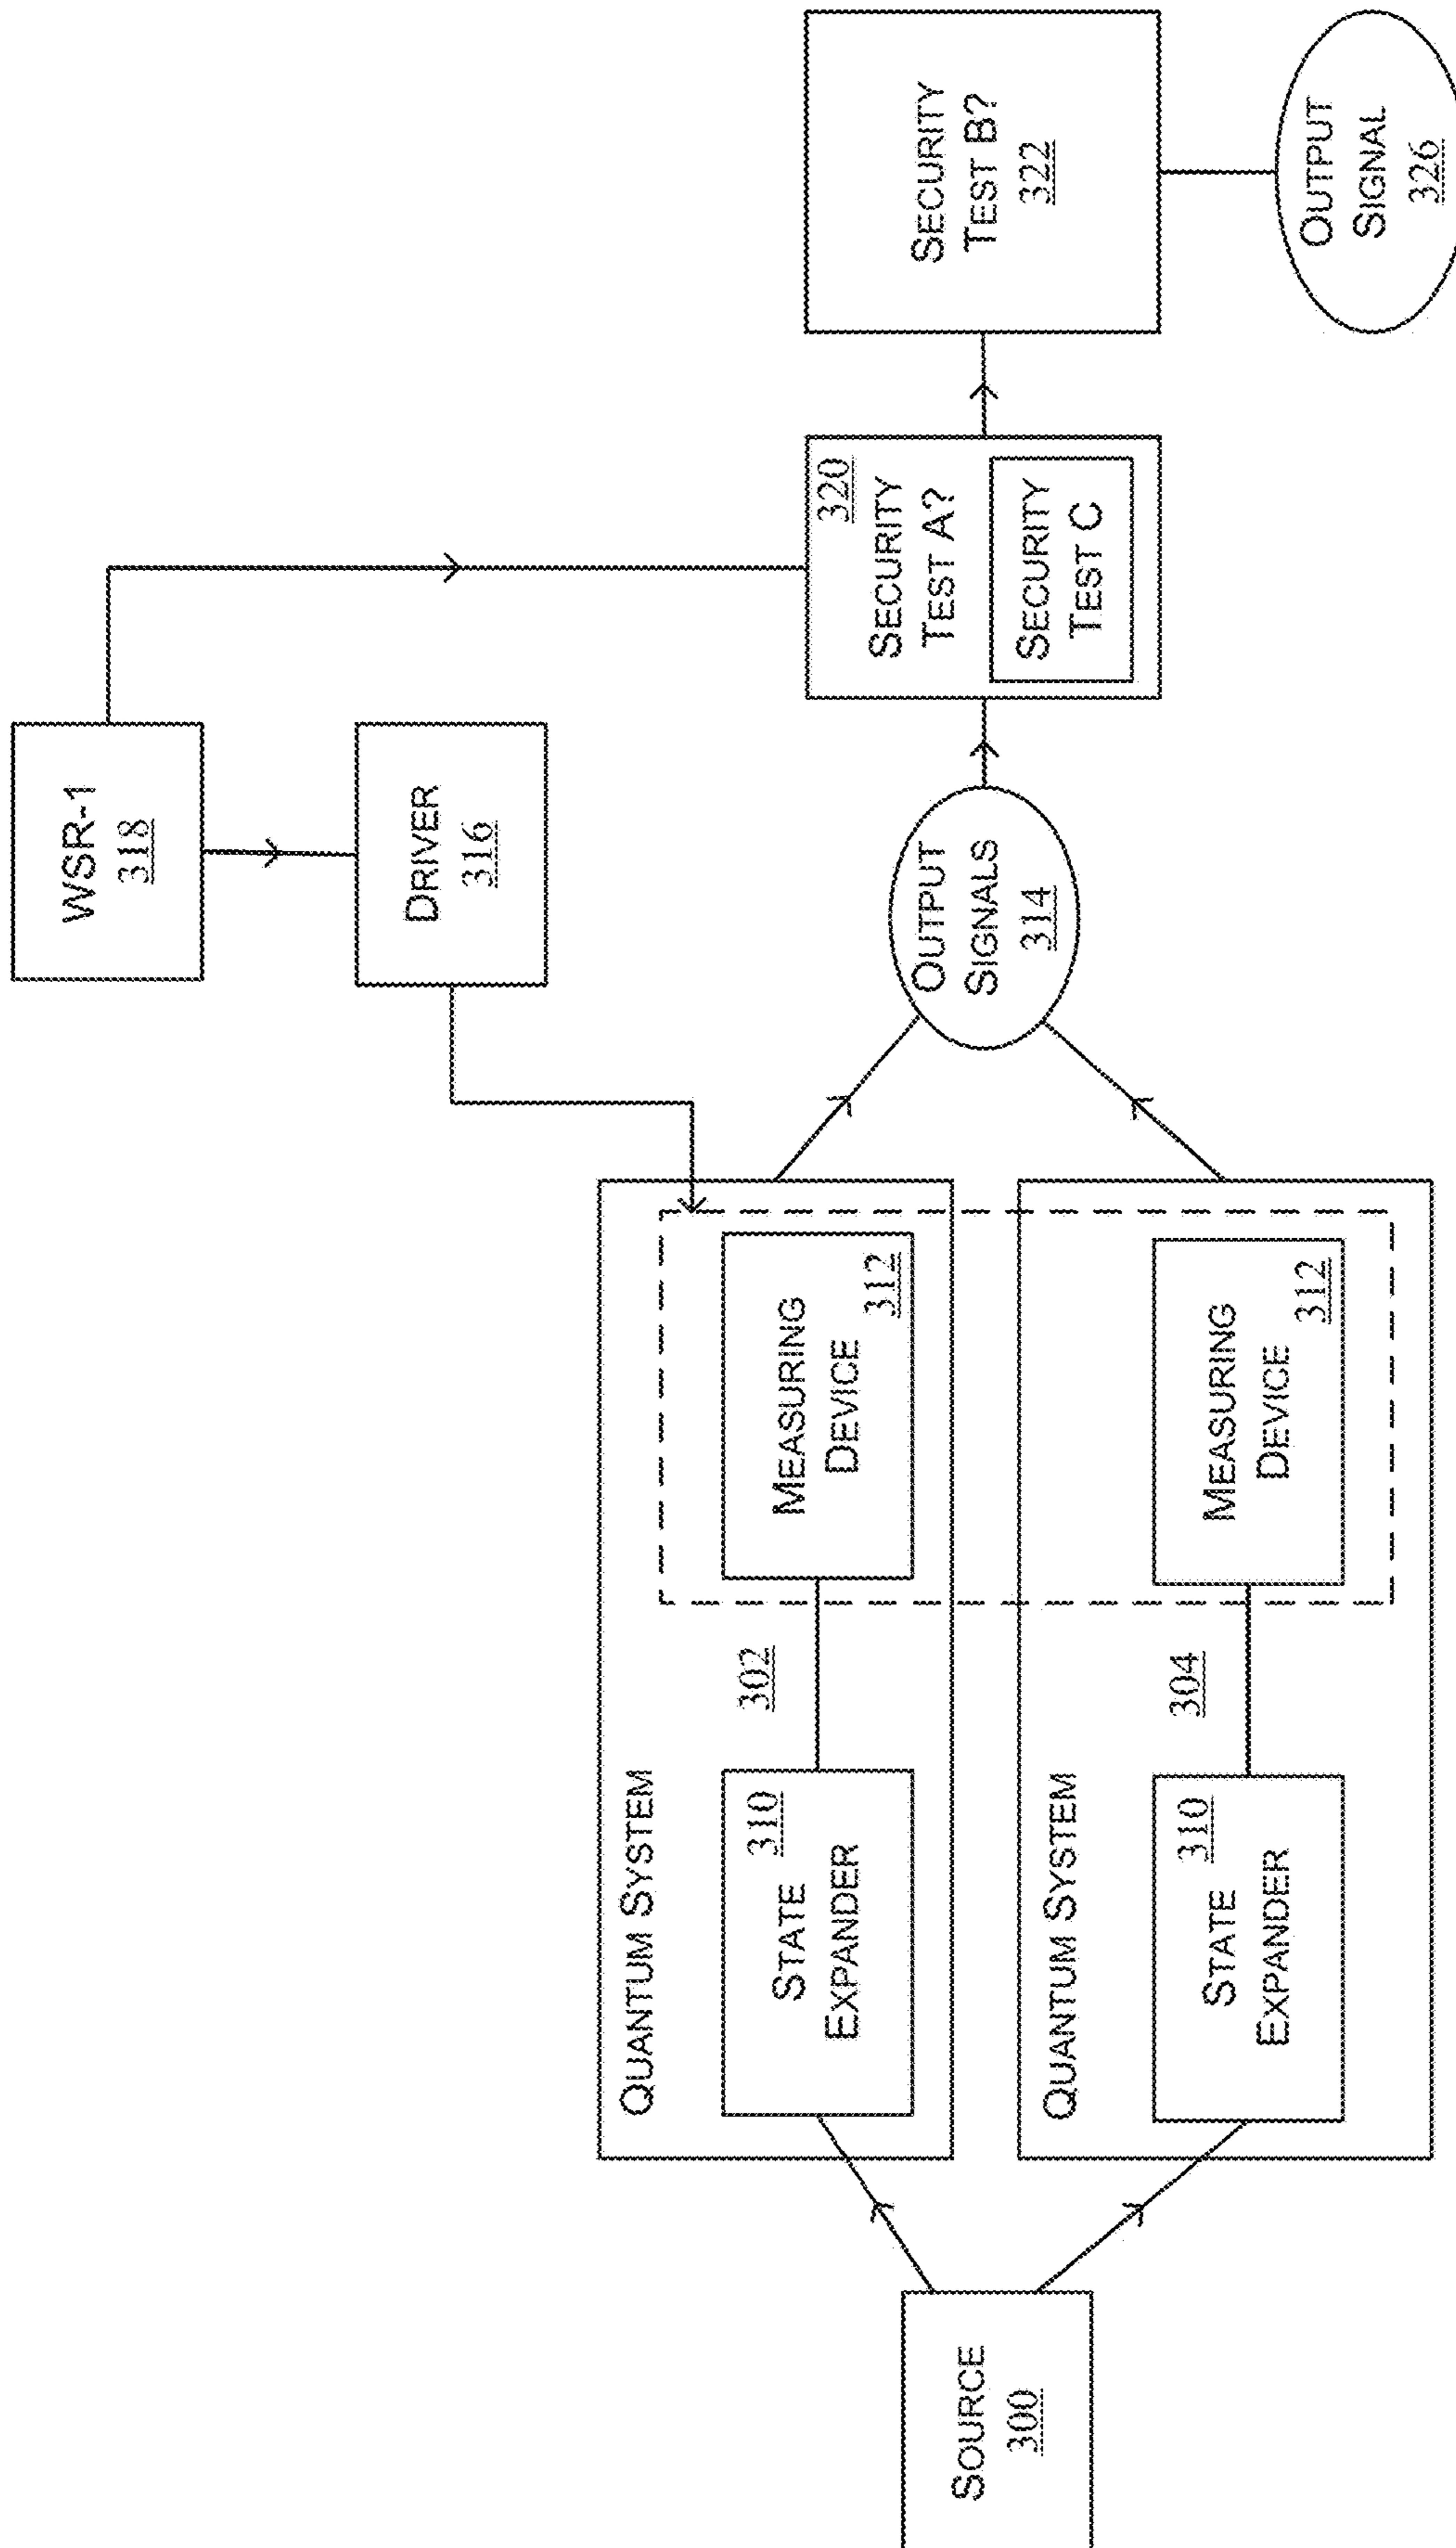 SOURCE
300
QUANTUM SYSTEM
STATE
EXPANDER
310
302
MEASURING
DEVICE
312
QUANTUM SYSTEM
STATE
EXPANDER
310
304
MEASURING
DEVICE
312
WSR-1
318
DRIVER
316
OUTPUT
SIGNALS
314
320
SECURITY
TEST A?
SECURITY
TEST C
SECURITY
TEST B?
322
OUTPUT
SIGNAL
326